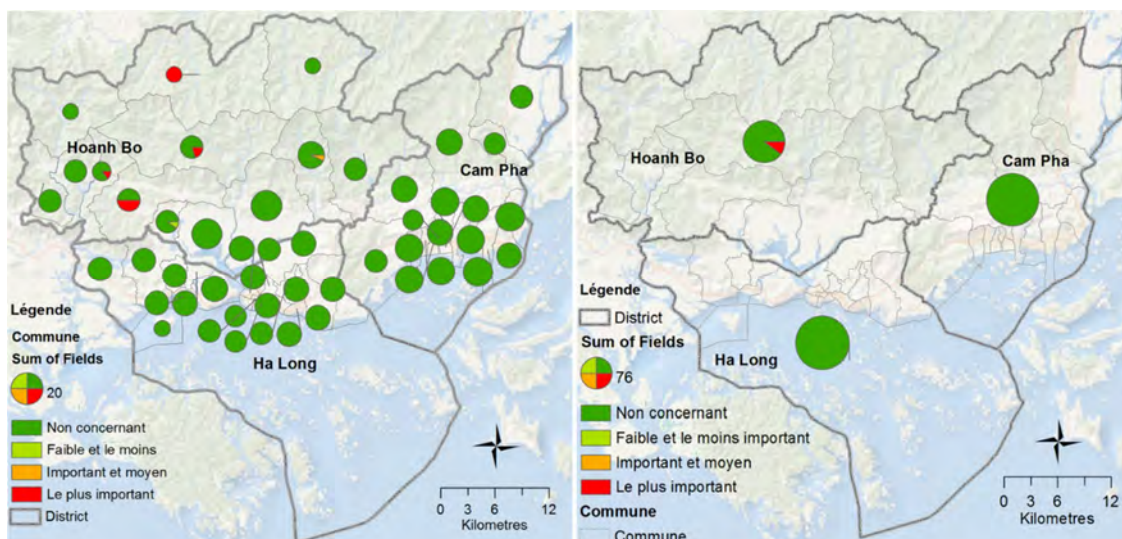 Hoanh Bo
Cam Pha
Ha Long
Légende
Commune
Sum of Fields
20
Non concernant
Faible et le moins
Important et moyen
Le plus important
District
0 3 6 12
Kilometres
Hoanh Bo
Cam Pha
Ha Long
Légende
District
Sum of Fields
76
Non concernant
Faible et le moins important
Important et moyen
Le plus important
Commune
Commune
0 3 6 12
Kilometres